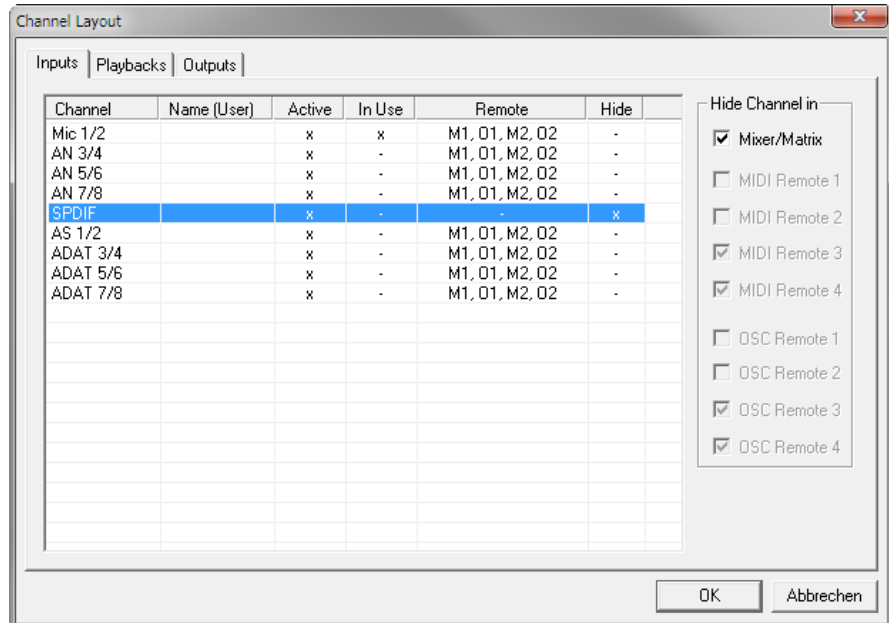 Channel Layout
Inputs Playbacks Outputs
Channel Name (User) Active In Use Remote Hide
Mic 1/2 x x M1, O1, M2, O2 -
AN 3/4 x - M1, O1, M2, O2 -
AN 5/6 x - M1, O1, M2, O2 -
AN 7/8 x - M1, O1, M2, O2 -
SPDIF x - - x
AS 1/2 x - M1, O1, M2, O2 -
ADAT 3/4 x - M1, O1, M2, O2 -
ADAT 5/6 x - M1, O1, M2, O2 -
ADAT 7/8 x - M1, O1, M2, O2 -
Hide Channel in
Mixer/Matrix
MIDI Remote 1
MIDI Remote 2
MIDI Remote 3
MIDI Remote 4
OSC Remote 1
OSC Remote 2
OSC Remote 3
OSC Remote 4
OK Abbrechen